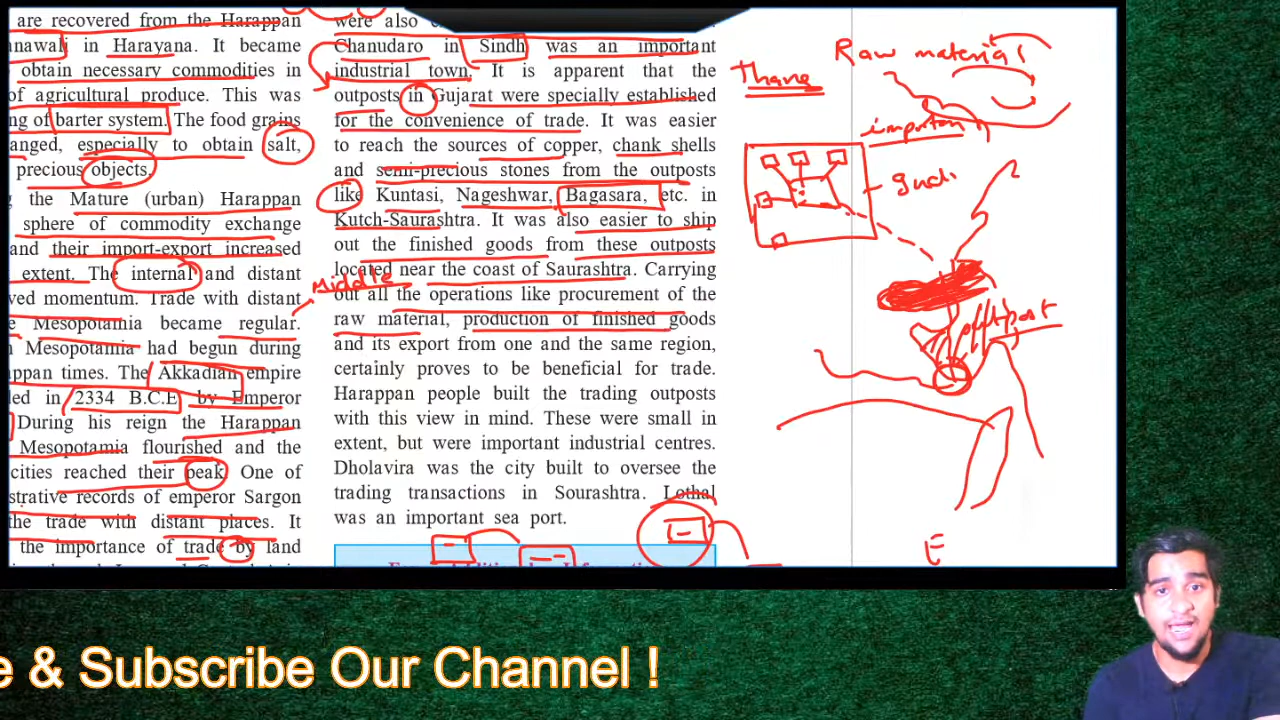 are recovered from the Harappan
nawali in Harayana. It became
obtain necessary commodities in
of agricultural produce. This was
ng of barter system. The food grains
anged, especially to obtain salt,
precious objects.
g the Mature (urban) Harappan
sphere of commodity exchange
and their import-export increased
extent. The internal and distant
ved momentum. Trade with distant
e Mesopotamia became regular.
Mesopotamia had begun during
appan times. The Akkadian empire
led in 2334 B.C.E by Emperor
During his reign the Harappan
Mesopotamia flourished and the
cities reached their peak. One of
strative records of emperor Sargon
the trade with distant places. It
the importance of trade by land
were also
Chanudaro in Sindh was an important
industrial town. It is apparent that the
outposts in Gujarat were specially established
for the convenience of trade. It was easier
to reach the sources of copper, chank shells
and semi-precious stones from the outposts
like Kuntasi, Nageshwar, Bagasara, etc. in
Kutch-Saurashtra. It was also easier to ship
out the finished goods from these outposts
located near the coast of Saurashtra. Carrying
out all the operations like procurement of the
raw material, production of finished goods
and its export from one and the same region,
certainly proves to be beneficial for trade.
Harappan people built the trading outposts
with this view in mind. These were small in
extent, but were important industrial centres.
Dholavira was the city built to oversee the
trading transactions in Sourashtra. Lothal
was an important sea port.
Middle
Raw material
Thane
importan
Guch
outpost
E
e & Subscribe Our Channel !